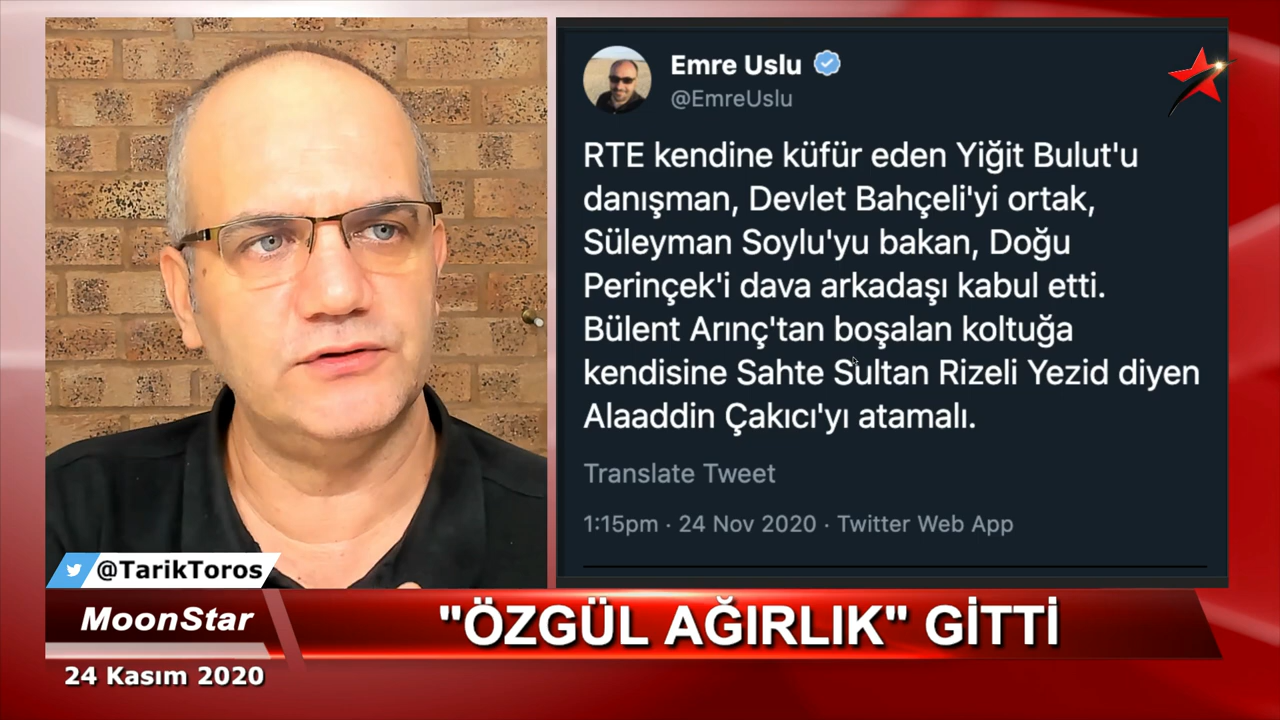 Emre Uslu
@EmreUslu
RTE kendine küfür eden Yiğit Bulut'u
danışman, Devlet Bahçeli'yi ortak,
Süleyman Soylu'yu bakan, Doğu
Perinçek'i dava arkadaşı kabul etti.
Bülent Arınç'tan boşalan koltuğa
kendisine Sahte Sultan Rizeli Yezid diyen
Alaaddin Çakıcı'yı atamalı.
Translate Tweet
1:15pm · 24 Nov 2020 · Twitter Web App
@TarikToros
MoonStar
"ÖZGÜL AĞIRLIK" GİTTİ
24 Kasım 2020